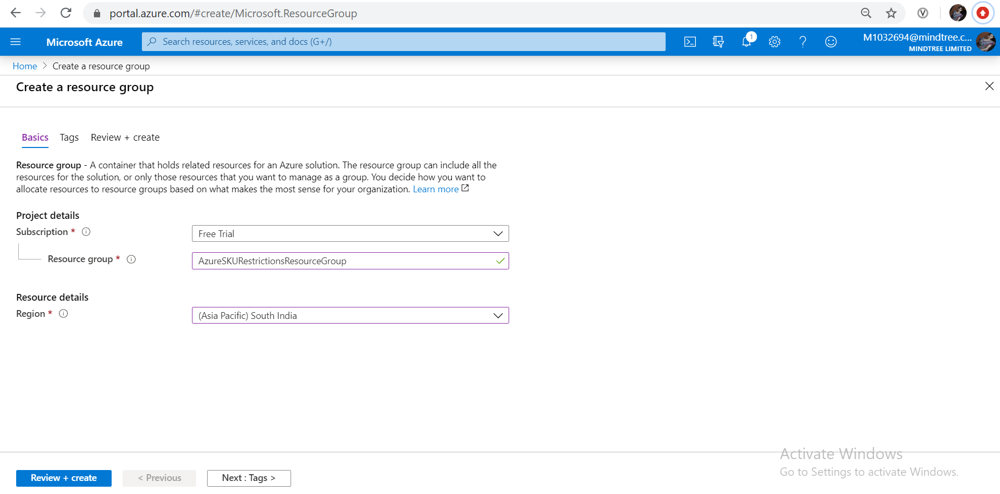 portal.azure.com/#create/Microsoft.ResourceGroup
Microsoft Azure
Search resources, services, and docs (G+/)
1
M1032694@mindtree.c...
MINDTREE LIMITED
Home > Create a resource group
Create a resource group
Basics Tags Review + create
Resource group - A container that holds related resources for an Azure solution. The resource group can include all the
resources for the solution, or only those resources that you want to manage as a group. You decide how you want to
allocate resources to resource groups based on what makes the most sense for your organization. Learn more
Project details
Subscription *
Free Trial
Resource group *
AzureSKURestrictionsResourceGroup
Resource details
Region *
(Asia Pacific) South India
Activate Windows
Go to Settings to activate Windows.
Review + create
< Previous
Next : Tags >